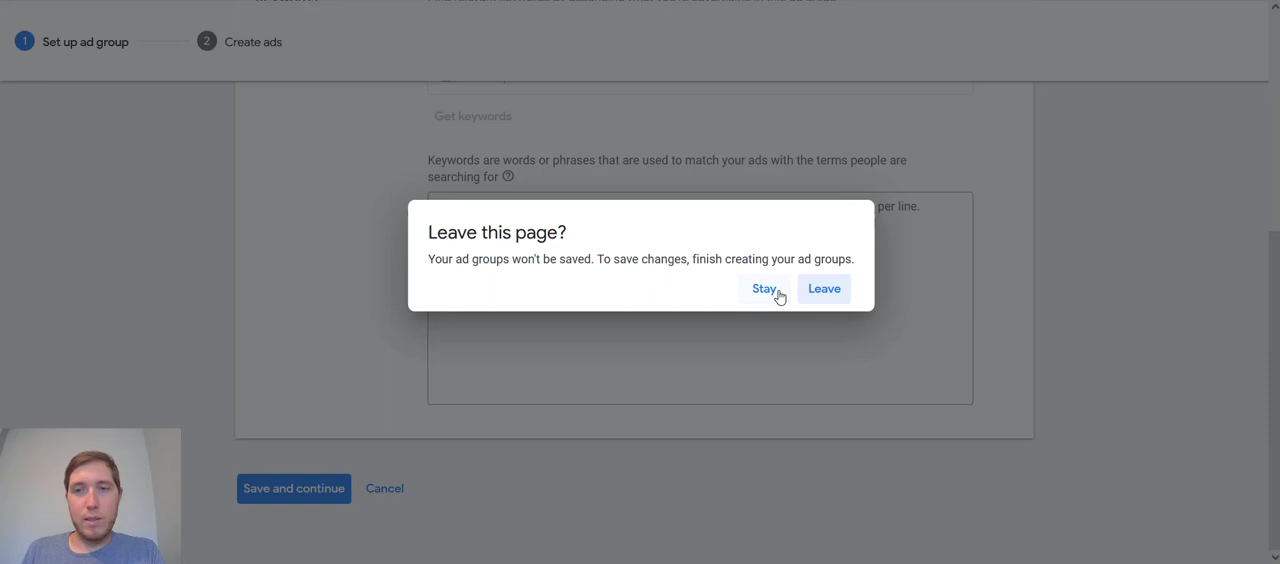 1 Set up ad group
2 Create ads
Get keywords
Keywords are words or phrases that are used to match your ads with the terms people are
searching for
per line.
Leave this page?
Your ad groups won't be saved. To save changes, finish creating your ad groups.
Stay
Leave
Save and continue
Cancel